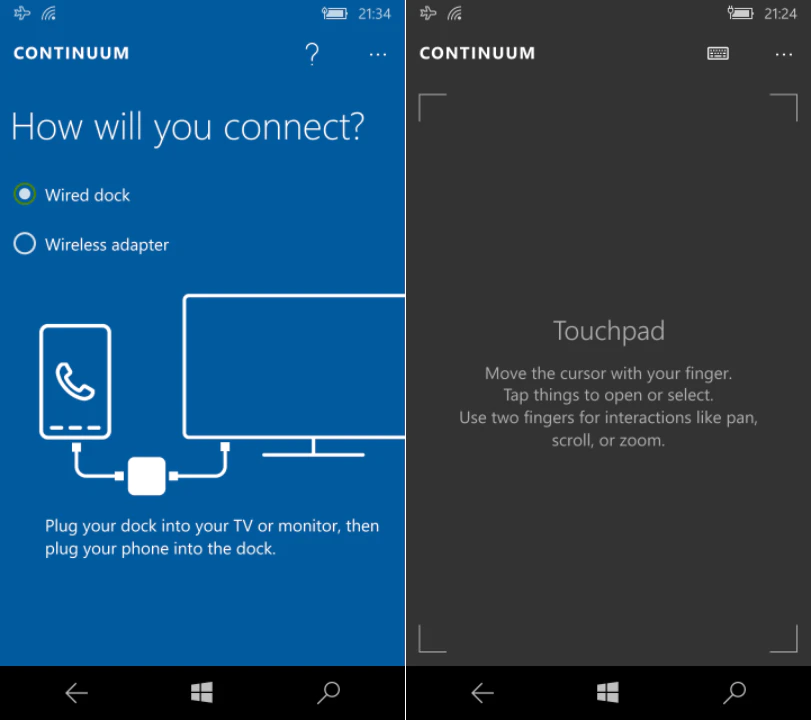 21:34
CONTINUUM
?
...
How will you connect?
Wired dock
Wireless adapter
Plug your dock into your TV or monitor, then
plug your phone into the dock.
21:24
CONTINUUM
...
Touchpad
Move the cursor with your finger.
Tap things to open or select.
Use two fingers for interactions like pan,
scroll, or zoom.